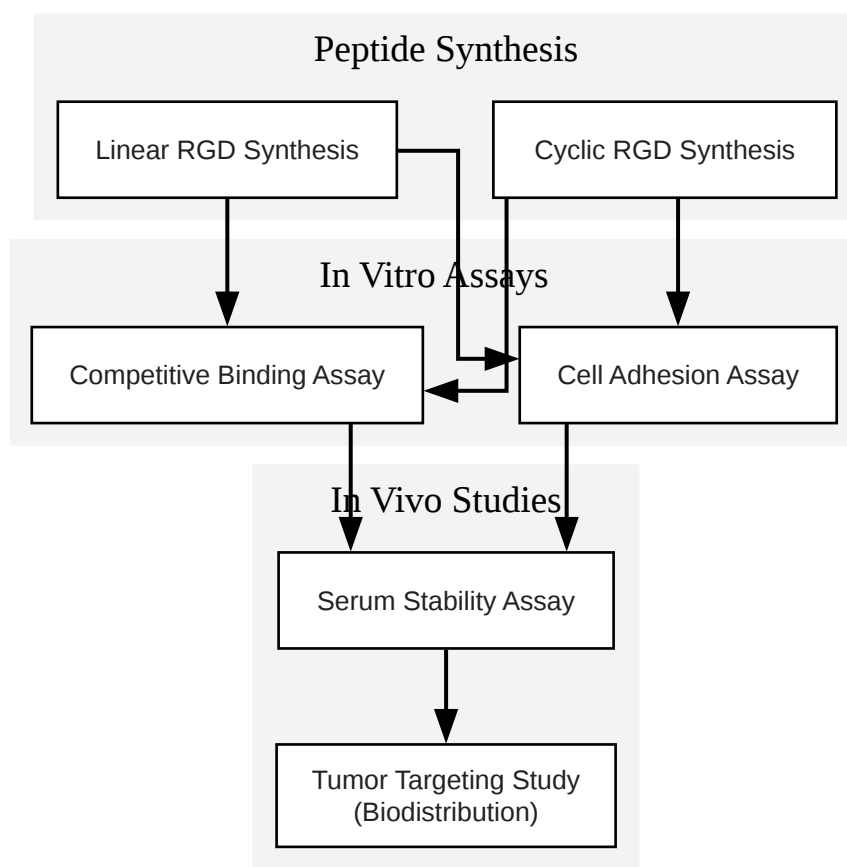 Peptide Synthesis
Linear RGD Synthesis
Cyclic RGD Synthesis
In Vitro Assays
Competitive Binding Assay
Cell Adhesion Assay
In Vivo Studies
Serum Stability Assay
Tumor Targeting Study
(Biodistribution)